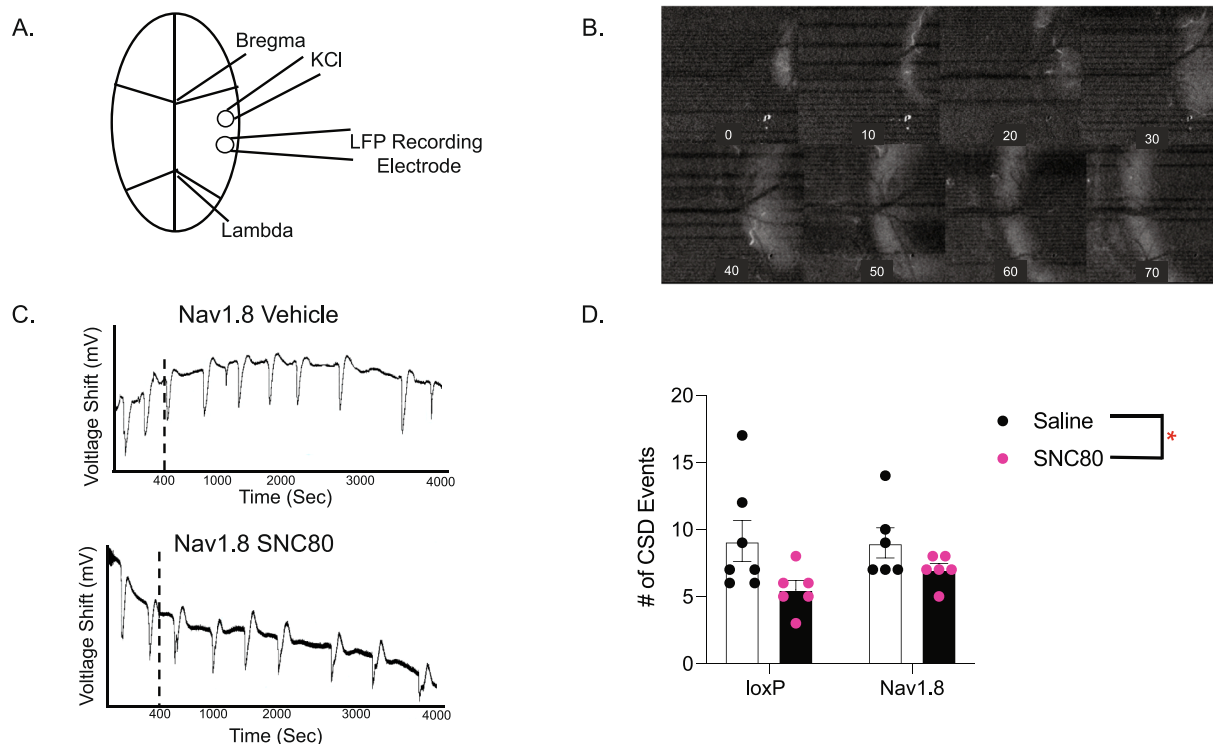 A.
Bregma
KCl
LFP Recording
Electrode
Lambda
B.
0
10
20
30
40
50
60
70
C.
Nav1.8 Vehicle
Voltlage Shift (mV)
400
1000
2000
3000
4000
Time (Sec)
Nav1.8 SNC80
Voltlage Shift (mV)
400
1000
2000
3000
4000
Time (Sec)
D.
# of CSD Events
20
15
10
5
0
loxP
Nav1.8
Saline
SNC80
*